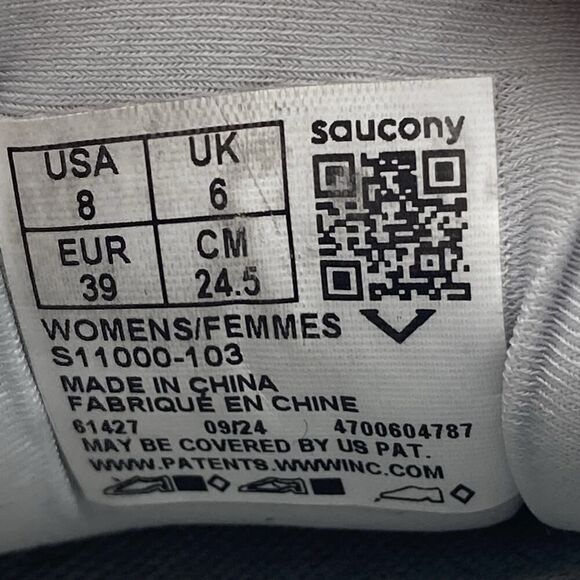 saucony
USA UK
8 6
EUR CM
39 24.5
WOMENS/FEMMES
S11000-103
MADE IN CHINA
FABRIQUÉ EN CHINE
61427 09/24 4700604787
MAY BE COVERED BY US PAT.
WWW.PATENTS.WWWINC.COM